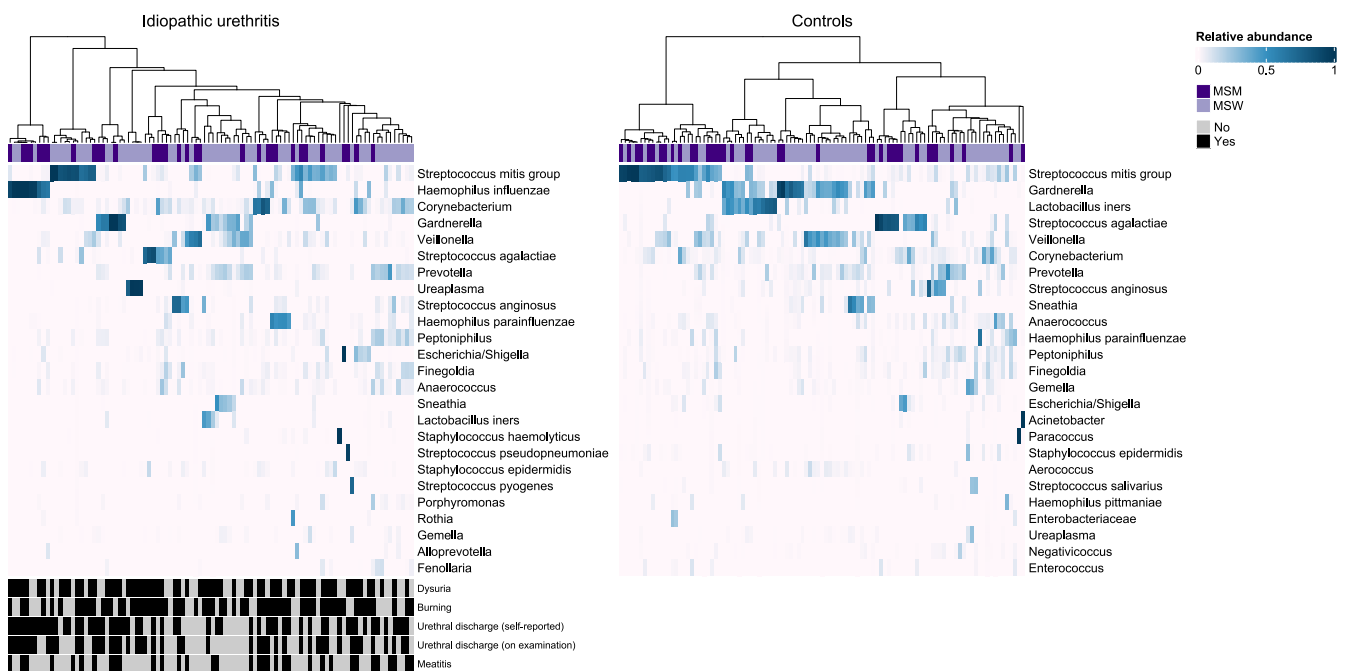 Idiopathic urethritis
Controls
Relative abundance
0 0.5 1
MSM
MSW
No
Yes
Streptococcus mitis group
Haemophilus influenzae
Corynebacterium
Gardnerella
Veillonella
Streptococcus agalactiae
Prevotella
Ureaplasma
Streptococcus anginosus
Haemophilus parainfluenzae
Peptoniphilus
Escherichia/Shigella
Finegoldia
Anaerococcus
Sneathia
Lactobacillus iners
Staphylococcus haemolyticus
Streptococcus pseudopneumoniae
Staphylococcus epidermidis
Streptococcus pyogenes
Porphyromonas
Rothia
Gemella
Alloprevotella
Fenollaria
Dysuria
Burning
Urethral discharge (self-reported)
Urethral discharge (on examination)
Meatitis
Streptococcus mitis group
Gardnerella
Lactobacillus iners
Streptococcus agalactiae
Veillonella
Corynebacterium
Prevotella
Streptococcus anginosus
Sneathia
Anaerococcus
Haemophilus parainfluenzae
Peptoniphilus
Finegoldia
Gemella
Escherichia/Shigella
Acinetobacter
Paracoccus
Staphylococcus epidermidis
Aerococcus
Streptococcus salivarius
Haemophilus pittmaniae
Enterobacteriaceae
Ureaplasma
Negativicoccus
Enterococcus